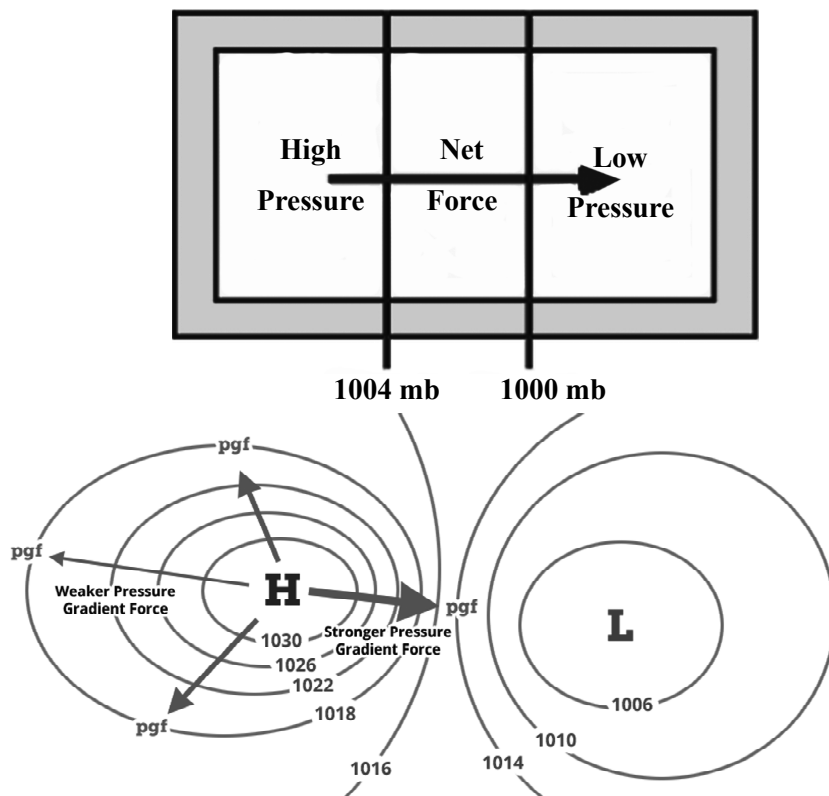 High
Pressure
Net
Force
Low
Pressure
1004 mb
1000 mb
pgf
pgf
Weaker Pressure
Gradient Force
H
pgf
Stronger Pressure
Gradient Force
L
1030
1026
1022
1018
pgf
1006
1010
1016
1014